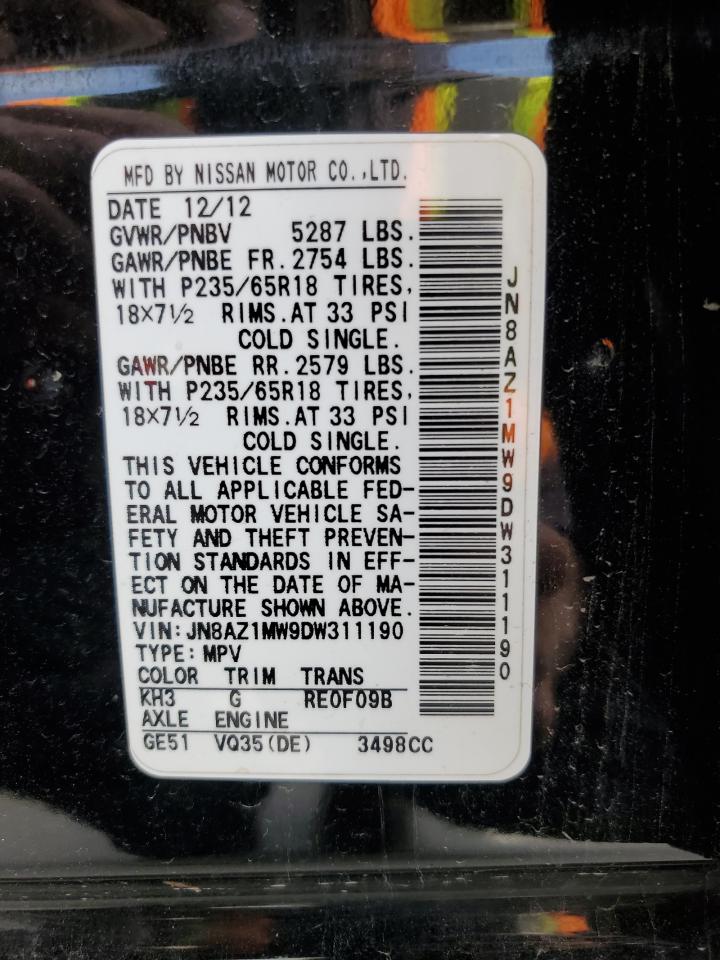 MFD BY NISSAN MOTOR CO.,LTD.
DATE 12/12
GVWR/PNBV 5287 LBS.
GAWR/PNBE FR. 2754 LBS.
WITH P235/65R18 TIRES,
18X7½ RIMS.AT 33 PSI
COLD SINGLE.
GAWR/PNBE RR. 2579 LBS.
WITH P235/65R18 TIRES,
18X7½ RIMS.AT 33 PSI
COLD SINGLE.
THIS VEHICLE CONFORMS
TO ALL APPLICABLE FED-
ERAL MOTOR VEHICLE SA-
FETY AND THEFT PREVEN-
TION STANDARDS IN EFF-
ECT ON THE DATE OF MA-
NUFACTURE SHOWN ABOVE.
VIN:JN8AZ1MW9DW311190
TYPE:MPV
COLOR TRIM TRANS
KH3 G RE0F09B
AXLE ENGINE
GE51 VQ35(DE) 3498CC
JN8AZ1MW9DW311190